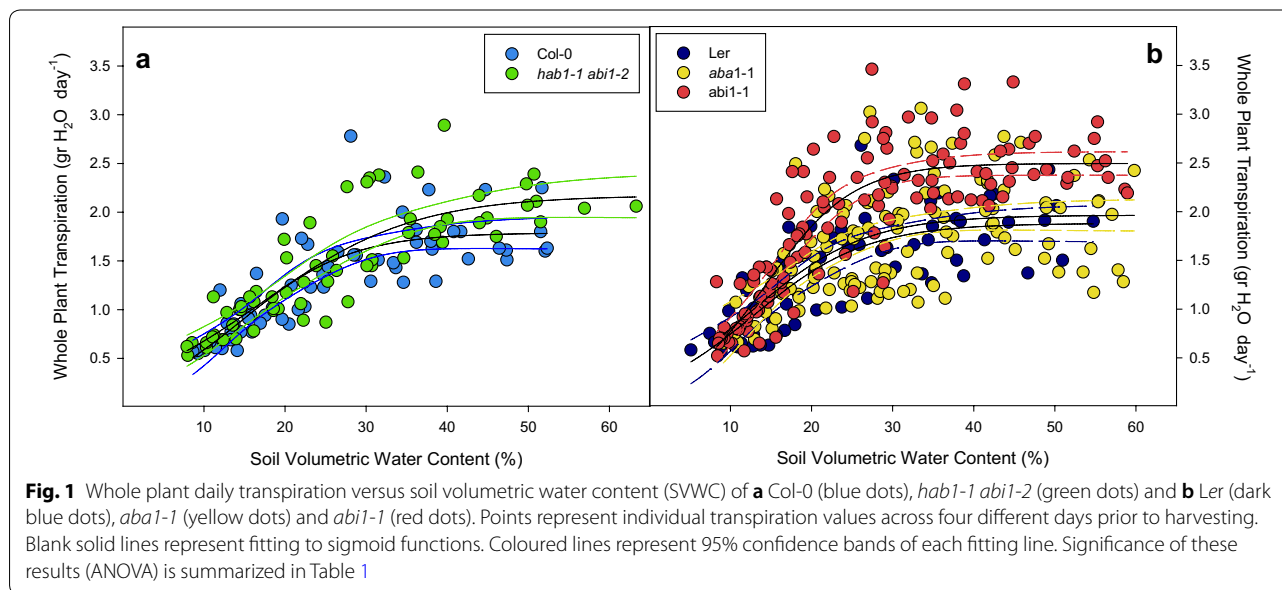 a
Col-0
hab1-1 abi1-2
Whole Plant Transpiration (gr H₂O day⁻¹)
3.5
3.0
2.5
2.0
1.5
1.0
0.5
10 20 30 40 50 60
Soil Volumetric Water Content (%)
b
Ler
aba1-1
abi1-1
Whole Plant Transpiration (gr H₂O day⁻¹)
3.5
3.0
2.5
2.0
1.5
1.0
0.5
10 20 30 40 50 60
Soil Volumetric Water Content (%)
Fig. 1 Whole plant daily transpiration versus soil volumetric water content (SVWC) of a Col-0 (blue dots), hab1-1 abi1-2 (green dots) and b Ler (dark
blue dots), aba1-1 (yellow dots) and abi1-1 (red dots). Points represent individual transpiration values across four different days prior to harvesting.
Blank solid lines represent fitting to sigmoid functions. Coloured lines represent 95% confidence bands of each fitting line. Significance of these
results (ANOVA) is summarized in Table 1